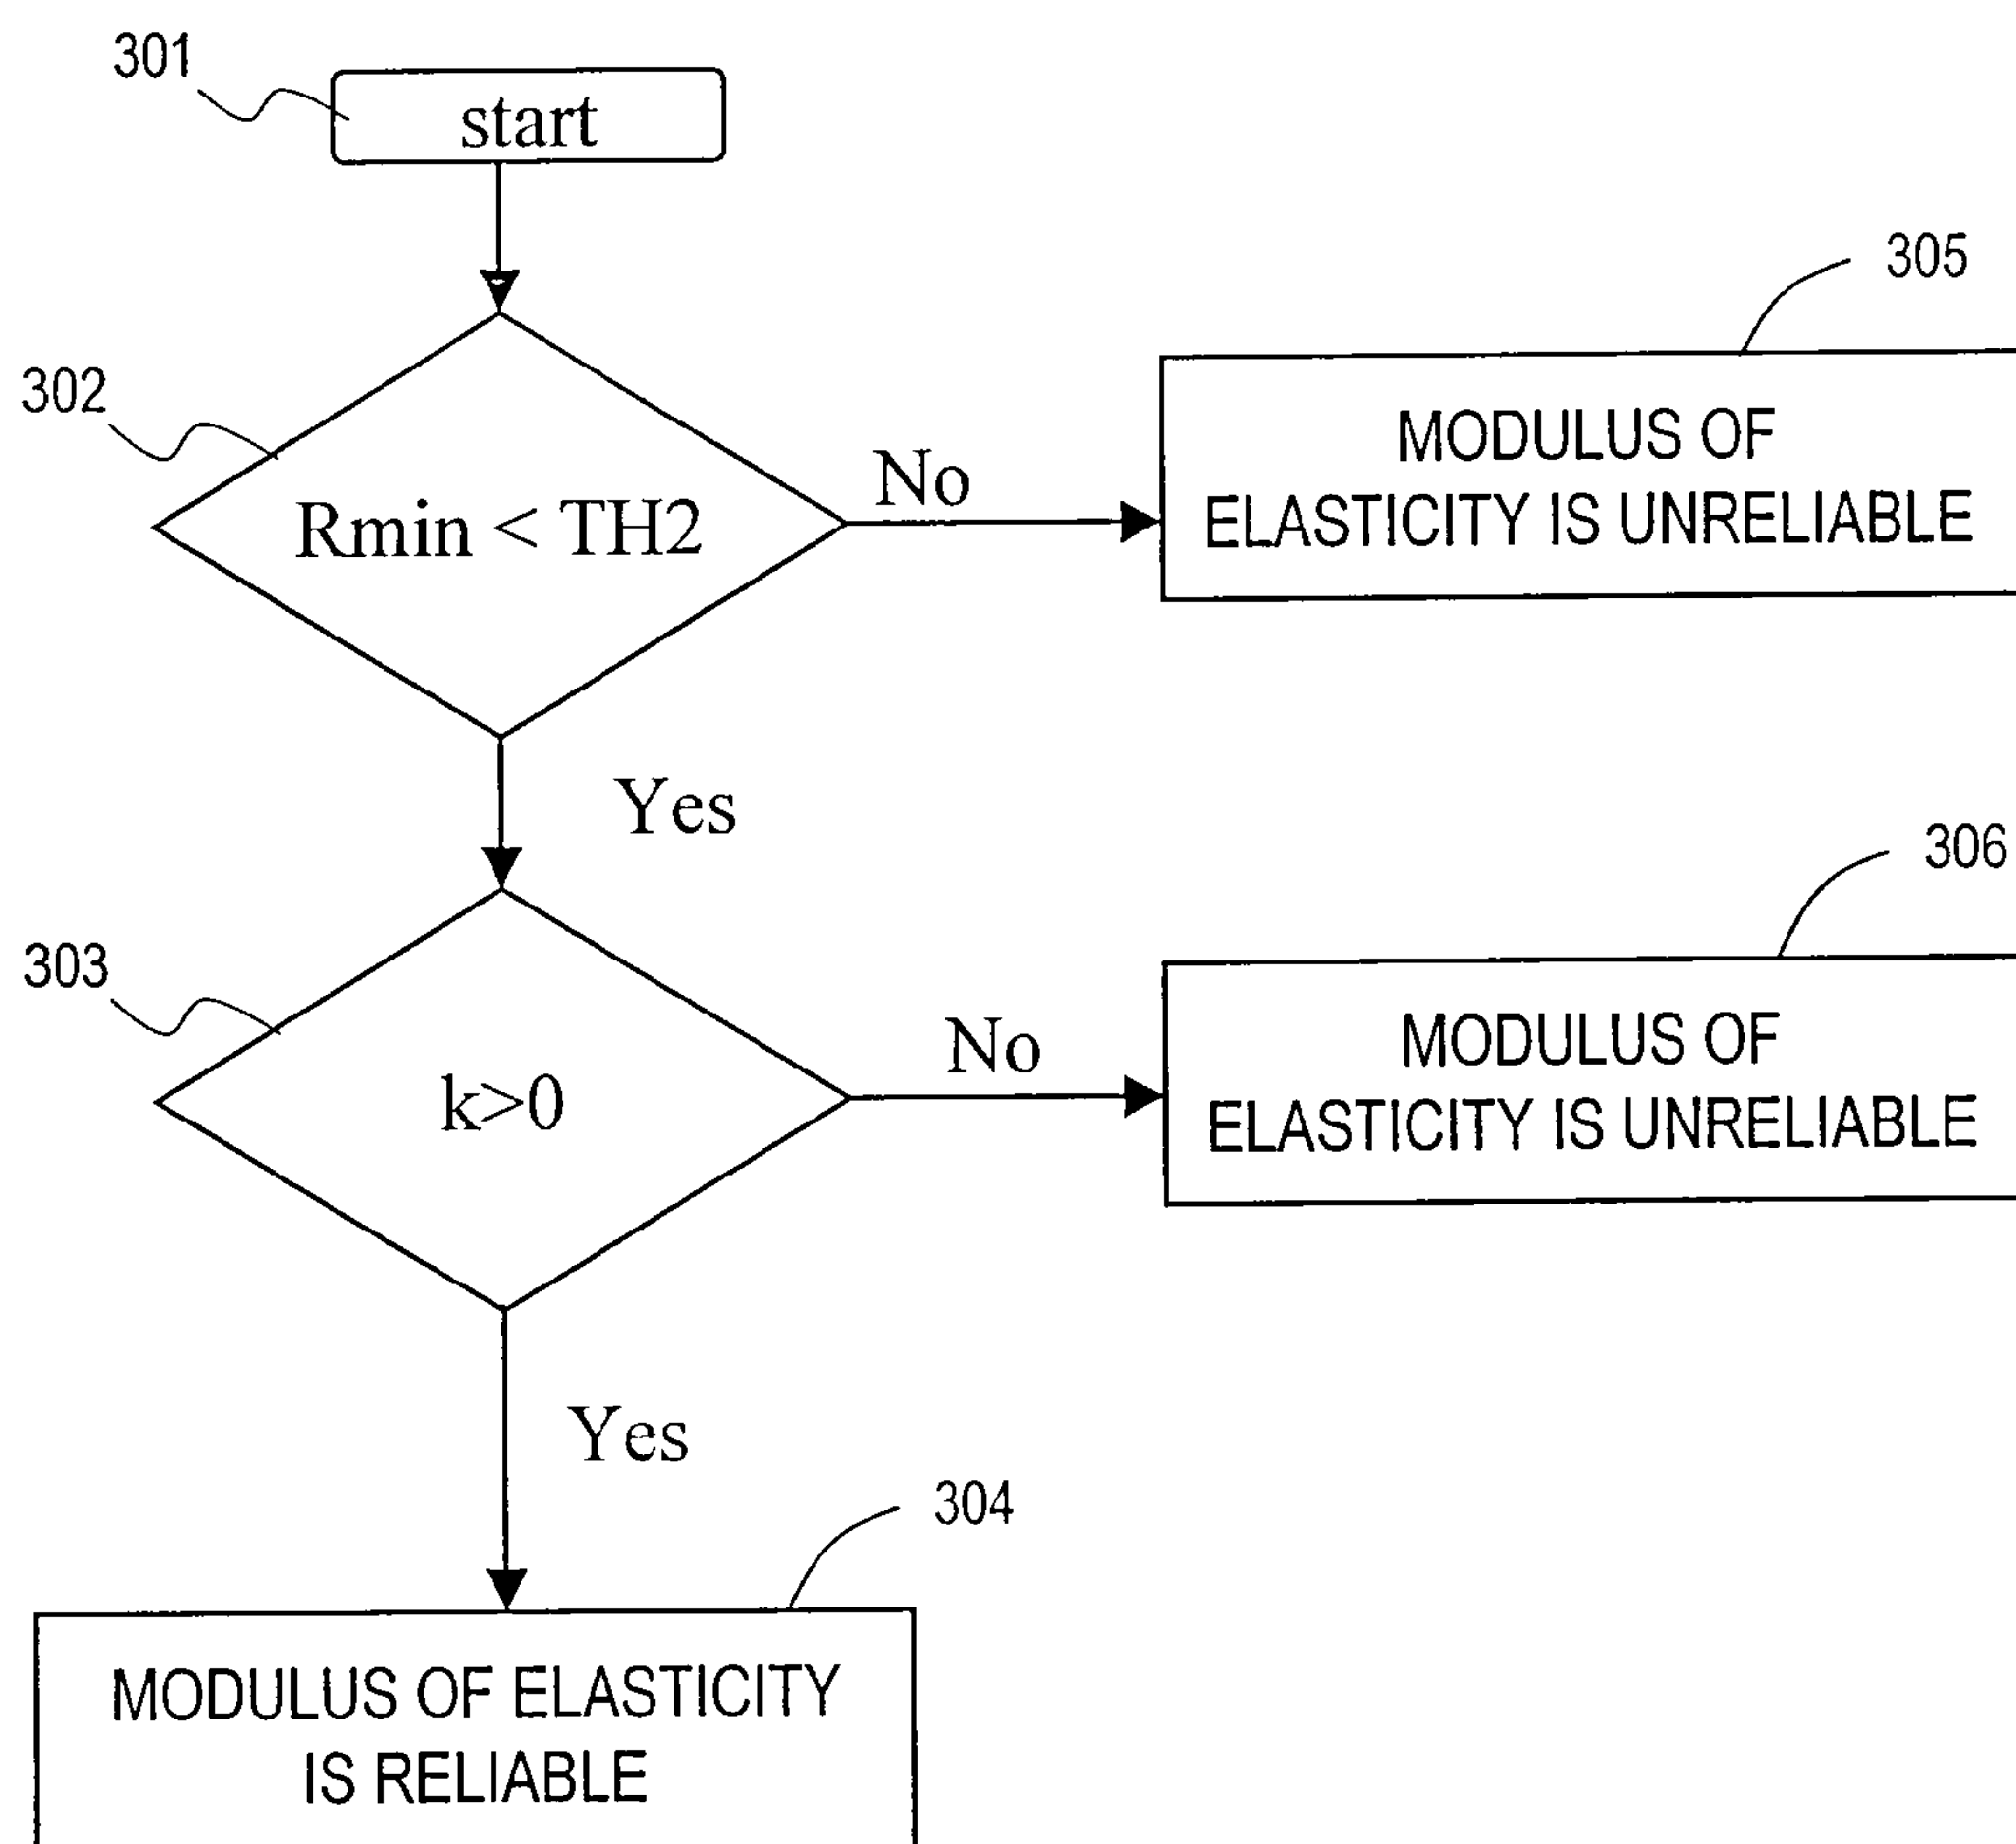 301
start
305
302
MODULUS OF
ELASTICITY IS UNRELIABLE
No
Rmin < TH2
Yes
306
303
MODULUS OF
ELASTICITY IS UNRELIABLE
No
k>0
Yes
304
MODULUS OF ELASTICITY
IS RELIABLE